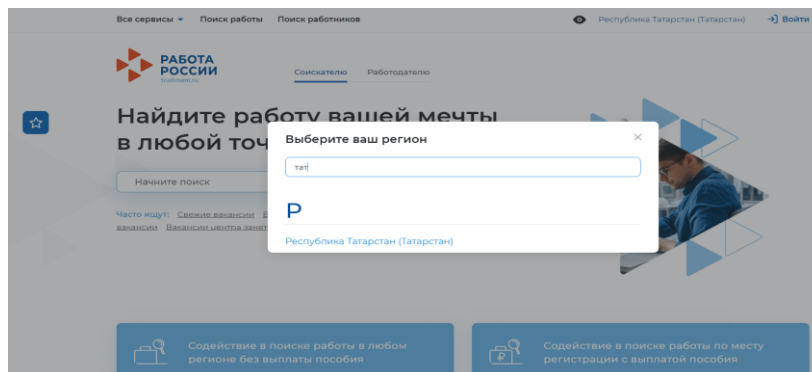 Все сервисы Поиск работы Поиск работников Республика Татарстан (Татарстан) Войти
РАБОТА
РОССИИ
trudvsem.ru
Соискателю Работодателю
Найдите работу вашей мечты
в любой точ
Выберите ваш регион
тат
Начните поиск
Р
Часто ищут: Свежие вакансии
вакансии Вакансии центра занят
Республика Татарстан (Татарстан)
Содействие в поиске работы в любом
регионе без выплаты пособия
Содействие в поиске работы по месту
регистрации с выплатой пособия